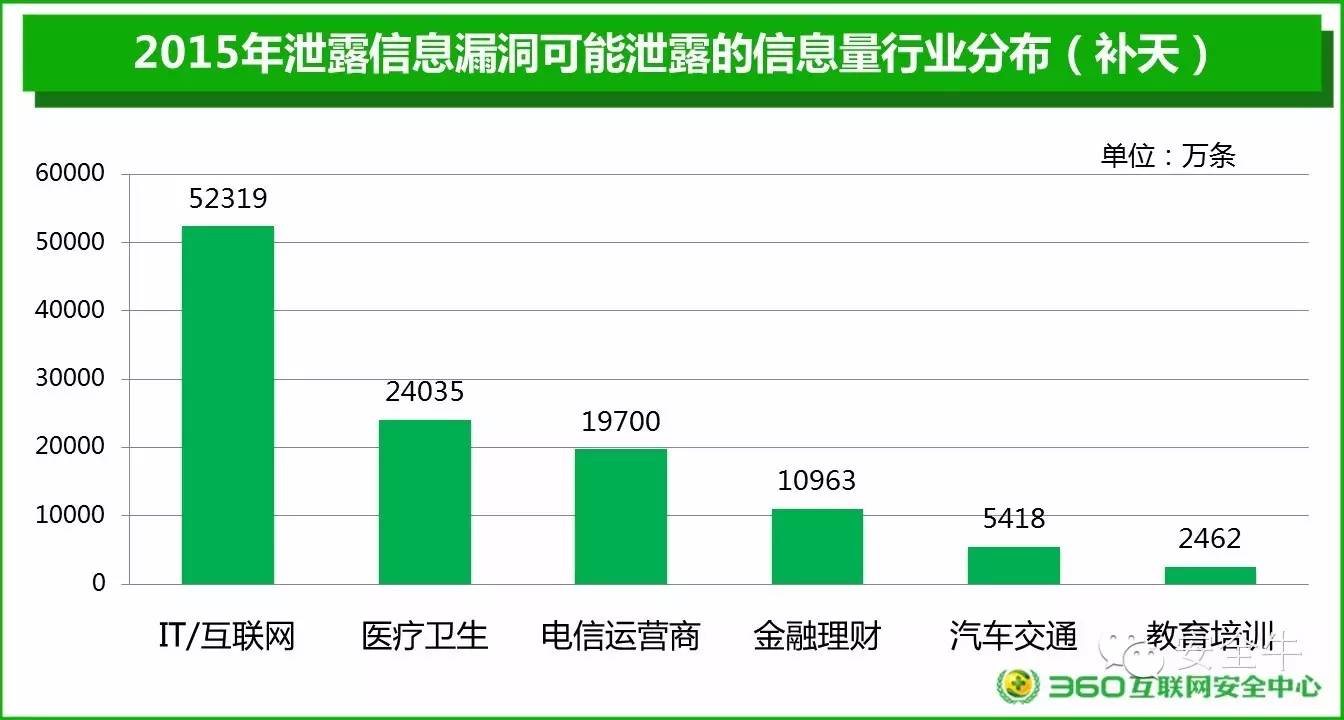 2015年泄露信息漏洞可能泄露的信息量行业分布（补天）
单位：万条
60000
50000
40000
30000
20000
10000
0
52319
24035
19700
10963
5418
2462
IT/互联网
医疗卫生
电信运营商
金融理财
汽车交通
教育培训
安全牛
360互联网安全中心